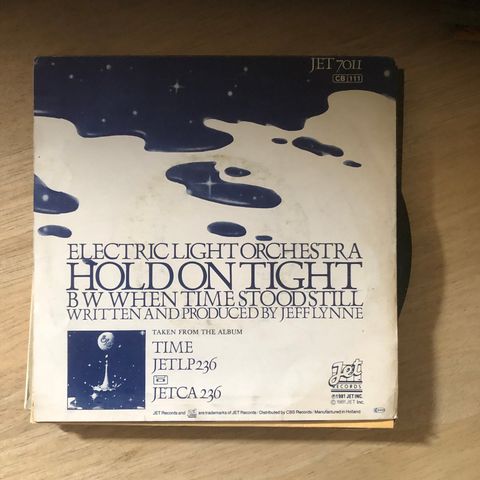 JET 7011
CB 111
ELECTRIC LIGHT ORCHESTRA
HOLD ON TIGHT
B W WHEN TIME STOOD STILL
WRITTEN AND PRODUCED BY JEFF LYNNE
TAKEN FROM THE ALBUM
TIME
JETLP236
JETCA 236
Jet
RECORDS
℗ 1981 JET INC.
© 1981 JET Inc.
JET Records and are trademarks of JET Records / Distributed by CBS Records / Manufactured in Holland